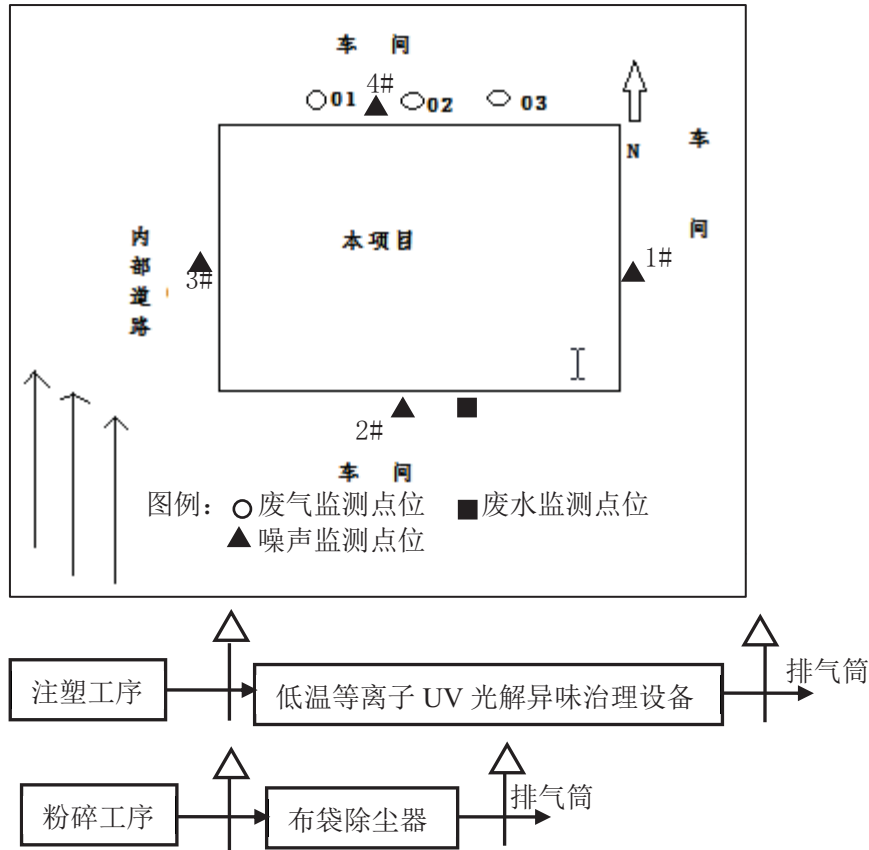 车 间
4#
01
02
03
N
车
间
内
部
道
路
本项目
1#
3#
2#
车 间
图例：
废气监测点位
废水监测点位
噪声监测点位
注塑工序
低温等离子 UV 光解异味治理设备
排气筒
粉碎工序
布袋除尘器
排气筒